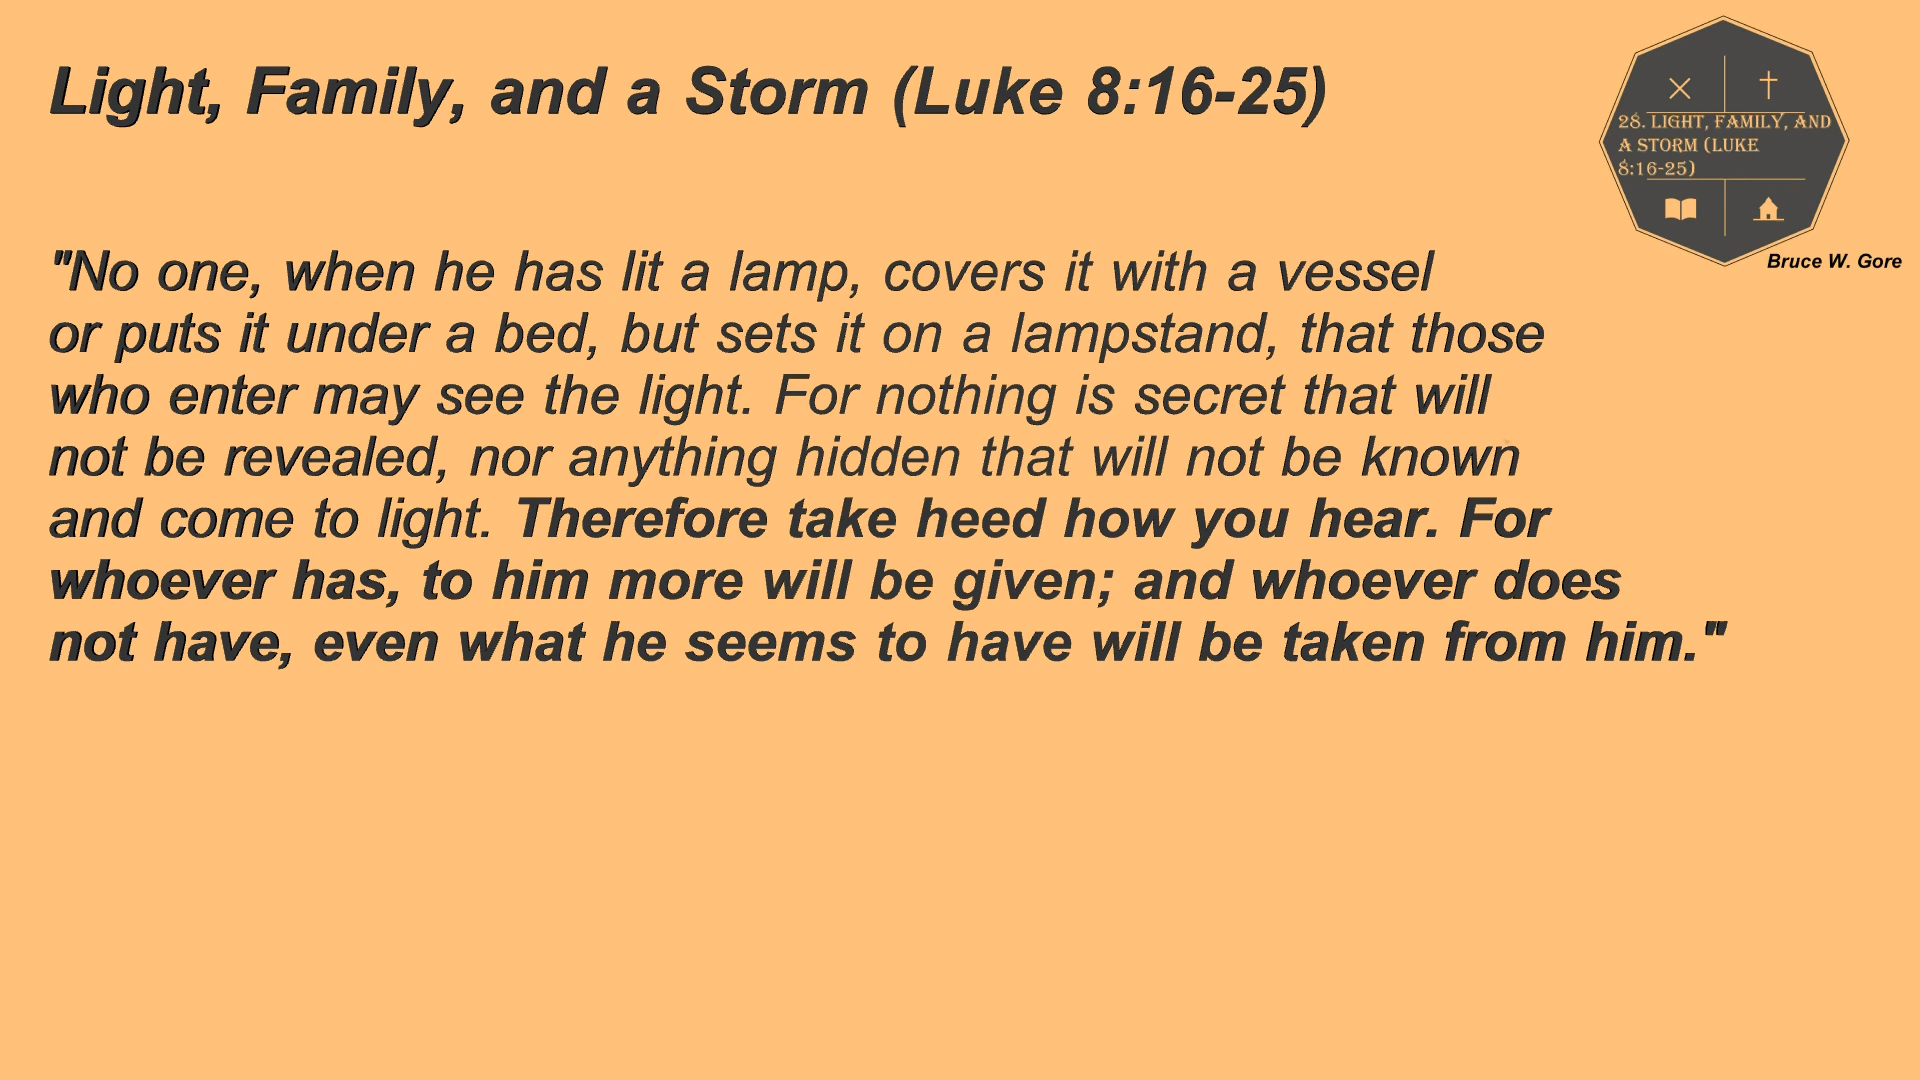 Light, Family, and a Storm (Luke 8:16-25)
28. LIGHT, FAMILY, AND
A STORM (LUKE
8:16-25)
Bruce W. Gore
"No one, when he has lit a lamp, covers it with a vessel
or puts it under a bed, but sets it on a lampstand, that those
who enter may see the light. For nothing is secret that will
not be revealed, nor anything hidden that will not be known
and come to light. Therefore take heed how you hear. For
whoever has, to him more will be given; and whoever does
not have, even what he seems to have will be taken from him."